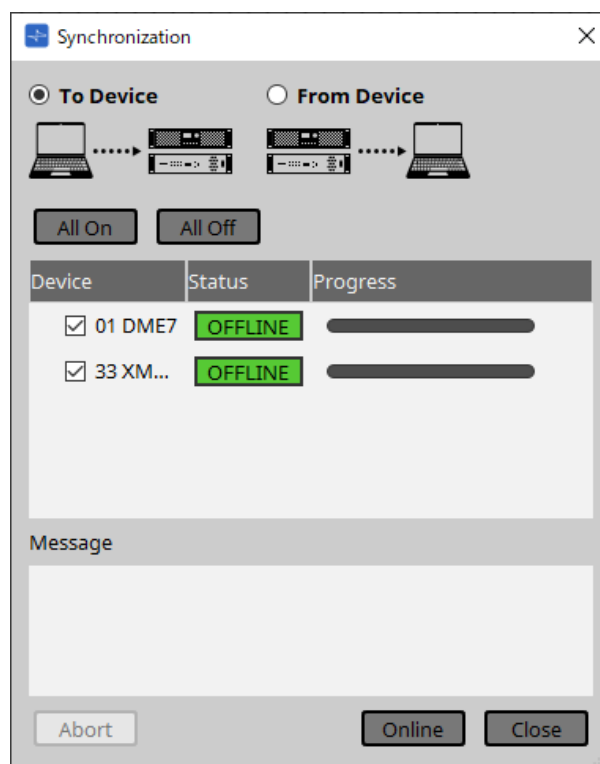 Synchronization
To Device From Device
All On All Off
Device Status Progress
01 DME7 OFFLINE
33 XM... OFFLINE
Message
Abort Online Close